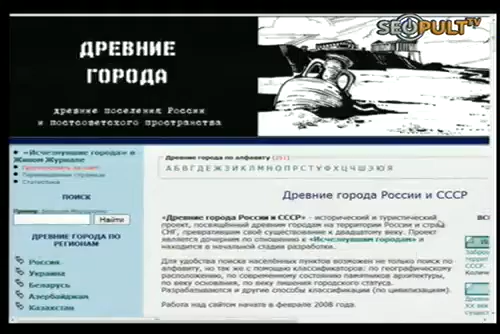 SEOPULT TV
ДРЕВНИЕ
ГОРОДА
древние поселения России
и постсоветского пространства
«Исчезнувшие города» в
Живом Журнале
Статистика
ПОИСК
Пример:
Найти
ДРЕВНИЕ ГОРОДА ПО
РЕГИОНАМ
Россия
Украина
Беларусь
Азербайджан
Казахстан
Древние города по алфавиту
А Б В Г Д Е Ж З И К Л М Н О П Р С Т У Ф Х Ц Ч Ш Э Ю Я
Древние города России и СССР
«Древние города России и СССР» - исторический и туристический
проект, посвящённый древним городам на территории России и стран
СНГ, прекратившим своё существование к двадцатому веку. Проект
является дочерним по отношению к «Исчезнувшим городам» и
находится в начальной стадии разработки.
Для удобства поиска населённых пунктов возможен не только поиск по
алфавиту, но так же с помощью классификаторов: по географическому
расположению, по современному состоянию памятников архитектуры,
по веку основания, по веку лишения городского статуса.
Разрабатываются и другие способы классификации (по цивилизации).
Работа над сайтом начата в феврале 2008 года.